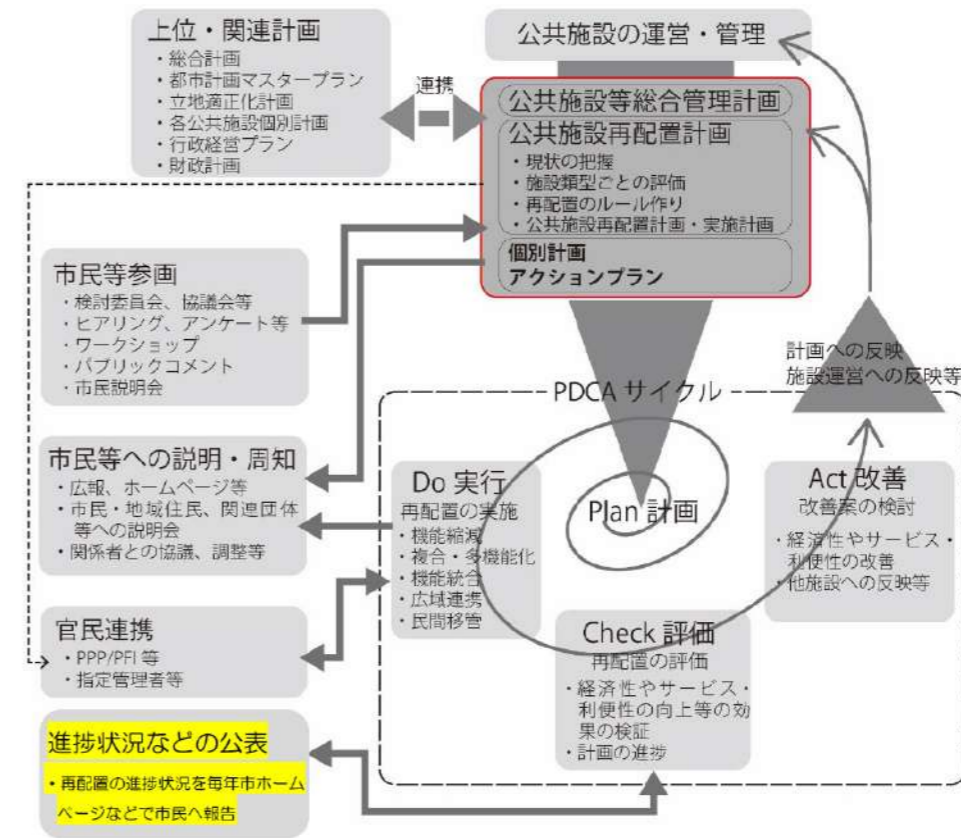 上位・関連計画
・総合計画
・都市計画マスタープラン
・立地適正化計画
・各公共施設個別計画
・行政経営プラン
・財政計画
連携
公共施設の運営・管理
公共施設等総合管理計画
公共施設再配置計画
・現状の把握
・施設類型ごとの評価
・再配置のルール作り
・公共施設再配置計画・実施計画
個別計画
アクションプラン
市民等参画
・検討委員会、協議会等
・ヒアリング、アンケート等
・ワークショップ
・パブリックコメント
・市民説明会
計画への反映
施設運営への反映等
PDCA サイクル
市民等への説明・周知
・広報、ホームページ等
・市民・地域住民、関連団体
等への説明会
・関係者との協議、調整等
Do 実行
再配置の実施
・機能縮減
・複合・多機能化
・機能統合
・広域連携
・民間移管
Plan 計画
Act 改善
改善案の検討
・経済性やサービス・
利便性の改善
・他施設への反映等
官民連携
・PPP/PFI 等
・指定管理者等
Check 評価
再配置の評価
・経済性やサービス・
利便性の向上等の効
果の検証
・計画の進捗
進捗状況などの公表
・再配置の進捗状況を毎年市ホーム
ページなどで市民へ報告